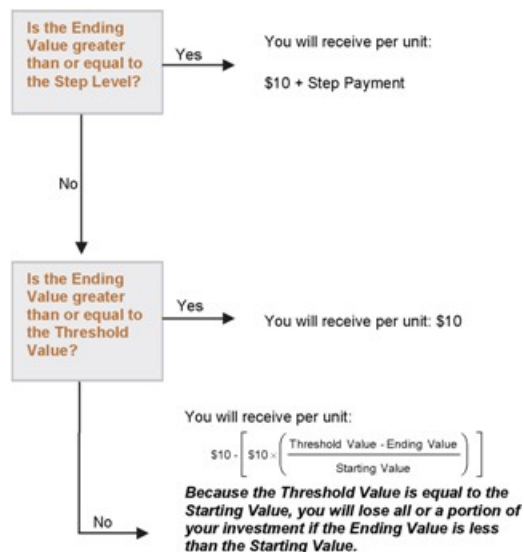 Is the Ending
Value greater
than or equal to
the Step Level?
Yes
You will receive per unit:
$10 + Step Payment
No
Is the Ending
Value greater
than or equal to
the Threshold
Value?
Yes
You will receive per unit: $10
You will receive per unit:
$10 - [ $10 × ( Threshold Value - Ending Value
Starting Value ) ]
Because the Threshold Value is equal to the
Starting Value, you will lose all or a portion of
your investment if the Ending Value is less
than the Starting Value.
No